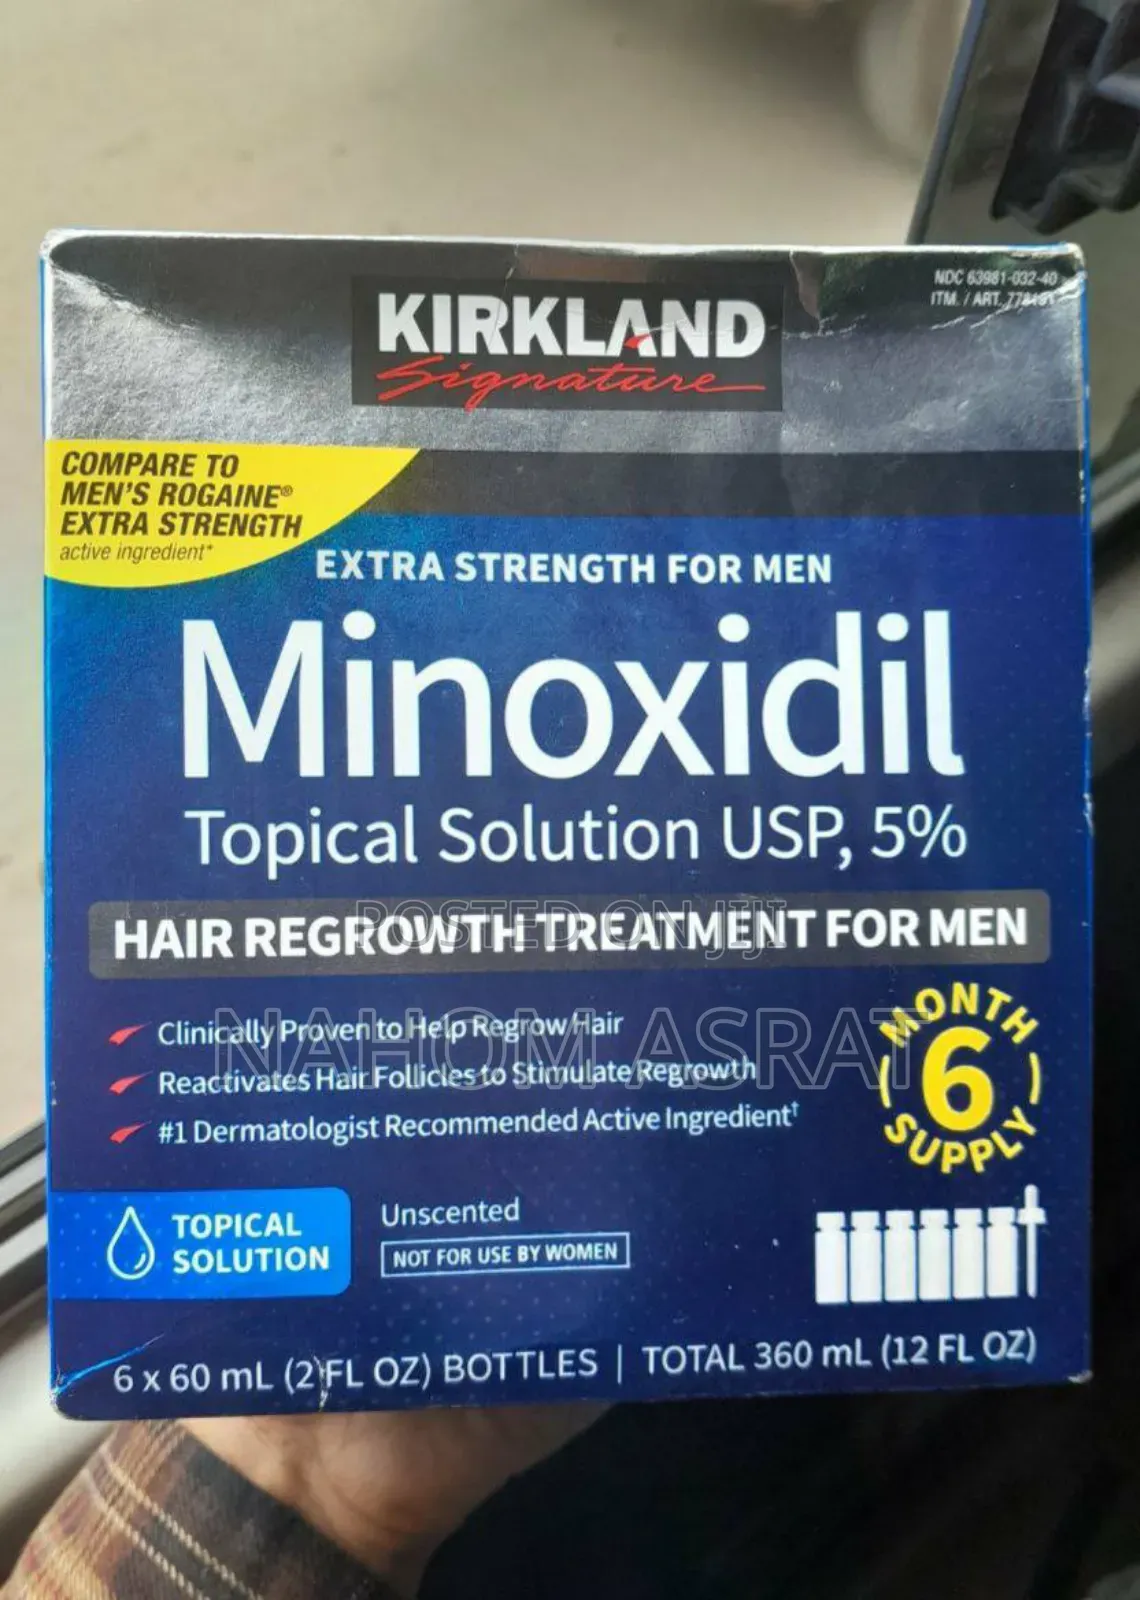 NDC 63981-032-40
ITM. / ART.
KIRKLAND
Signature
COMPARE TO
MEN'S ROGAINE®
EXTRA STRENGTH
active ingredient*
EXTRA STRENGTH FOR MEN
Minoxidil
Topical Solution USP, 5%
HAIR REGROWTH TREATMENT FOR MEN
POSTED ON JIJI
Clinically Proven to Help Regrow Hair
NAHOM ASRAT
Reactivates Hair Follicles to Stimulate Regrowth
#1 Dermatologist Recommended Active Ingredient†
6 MONTH SUPPLY
TOPICAL
SOLUTION
Unscented
NOT FOR USE BY WOMEN
6 x 60 mL (2 FL OZ) BOTTLES | TOTAL 360 mL (12 FL OZ)